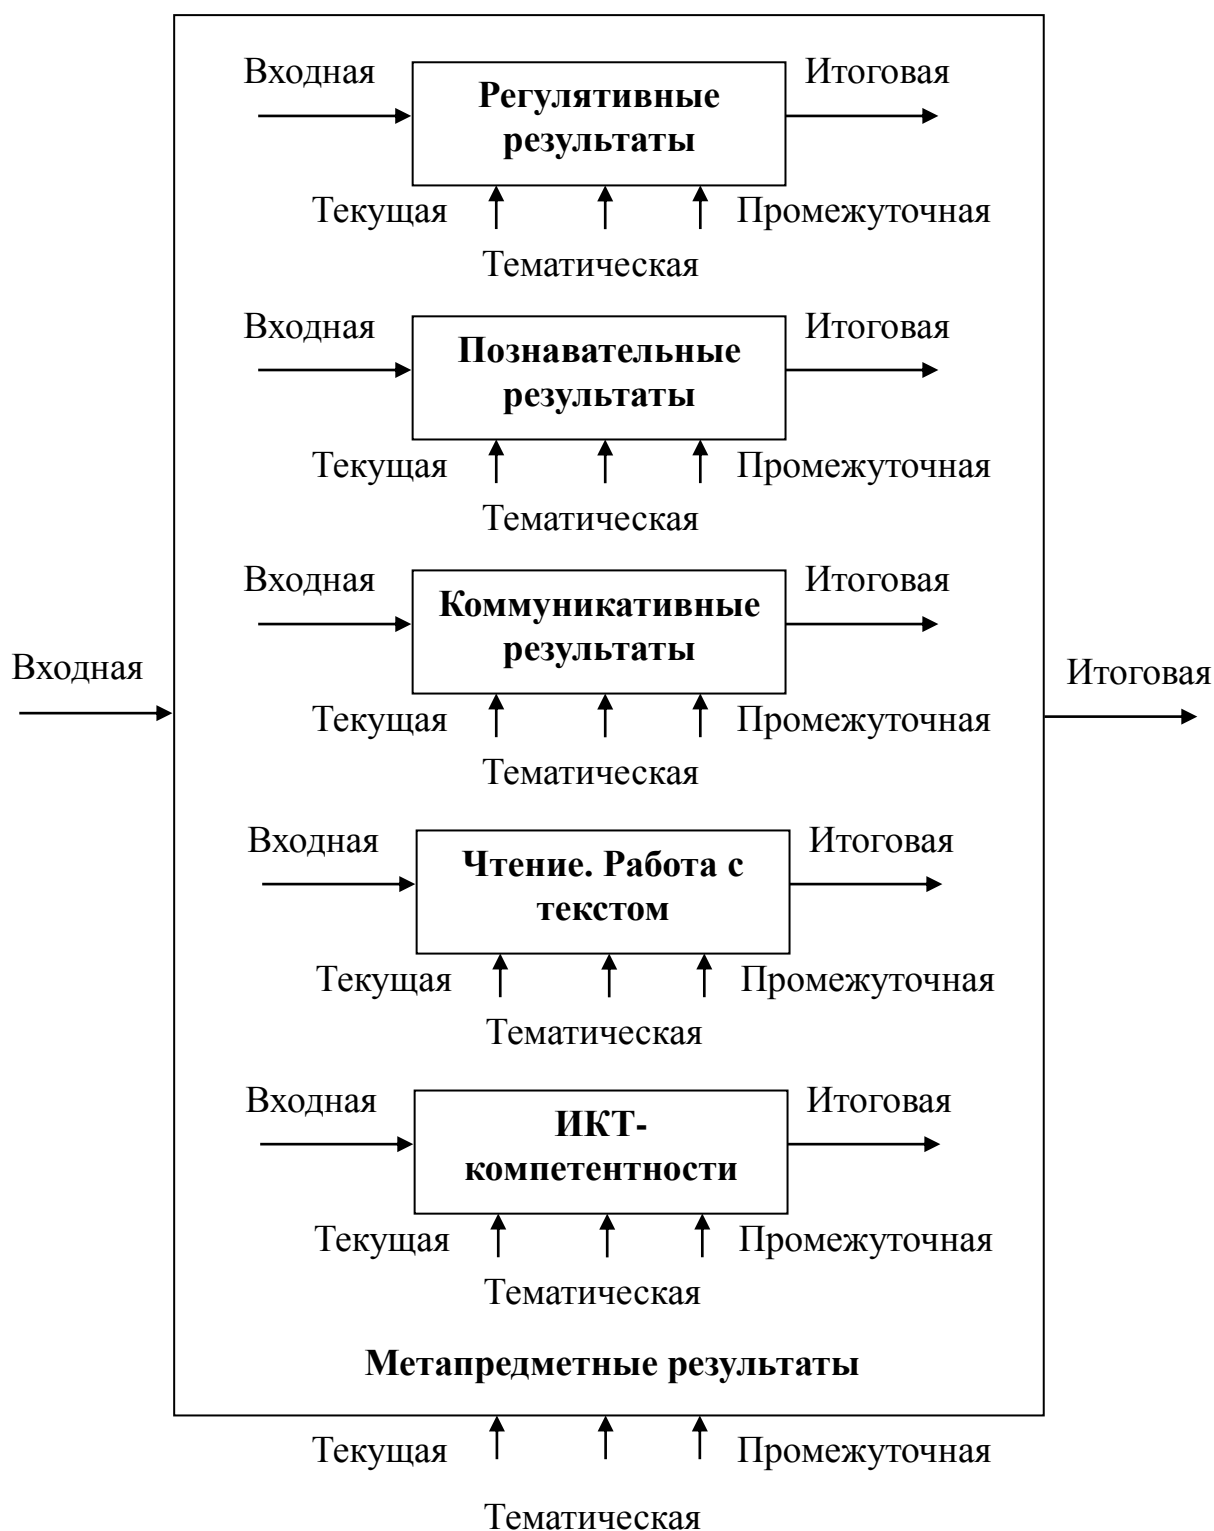 Входная
Итоговая
Регулятивные
результаты
Текущая
Промежуточная
Тематическая
Входная
Итоговая
Познавательные
результаты
Текущая
Промежуточная
Тематическая
Входная
Итоговая
Коммуникативные
результаты
Входная
Итоговая
Текущая
Промежуточная
Тематическая
Входная
Итоговая
Чтение. Работа с
текстом
Текущая
Промежуточная
Тематическая
Входная
Итоговая
ИКТ-
компетентности
Текущая
Промежуточная
Тематическая
Метапредметные результаты
Текущая
Промежуточная
Тематическая